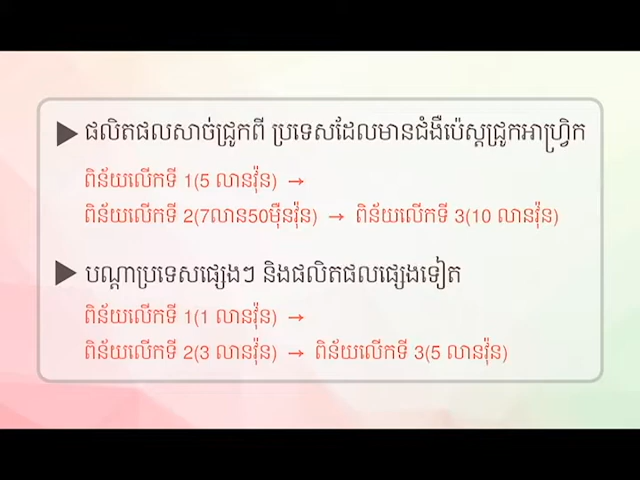 ផលិតផលសាច់ជ្រូកពី ប្រទេសដែលមានជំងឺប៉េស្តជ្រូកអាហ្វ្រិក
ពិន័យលើកទី 1(5 លានវ៉ុន) →
ពិន័យលើកទី 2(7លាន50ម៉ឺនវ៉ុន) → ពិន័យលើកទី 3(10 លានវ៉ុន)
បណ្តាប្រទេសផ្សេងៗ និងផលិតផលផ្សេងទៀត
ពិន័យលើកទី 1(1 លានវ៉ុន) →
ពិន័យលើកទី 2(3 លានវ៉ុន) → ពិន័យលើកទី 3(5 លានវ៉ុន)